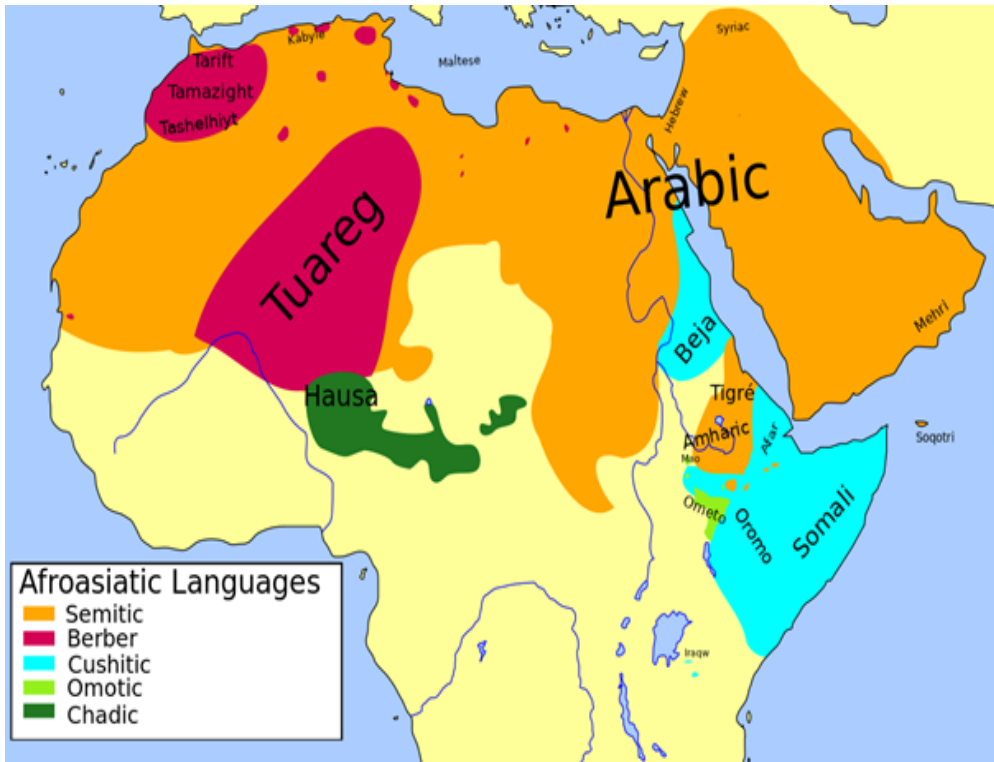 Kabyle
Syriac
Tarift
Maltese
Tamazight
Hebrew
Tashelhiyt
Arabic
Tuareg
Mehri
Beja
Hausa
Tigré
Amharic
Afar
Soqotri
Mao
Ometo
Oromo
Somali
Iraqw
Afroasiatic Languages
Semitic
Berber
Cushitic
Omotic
Chadic